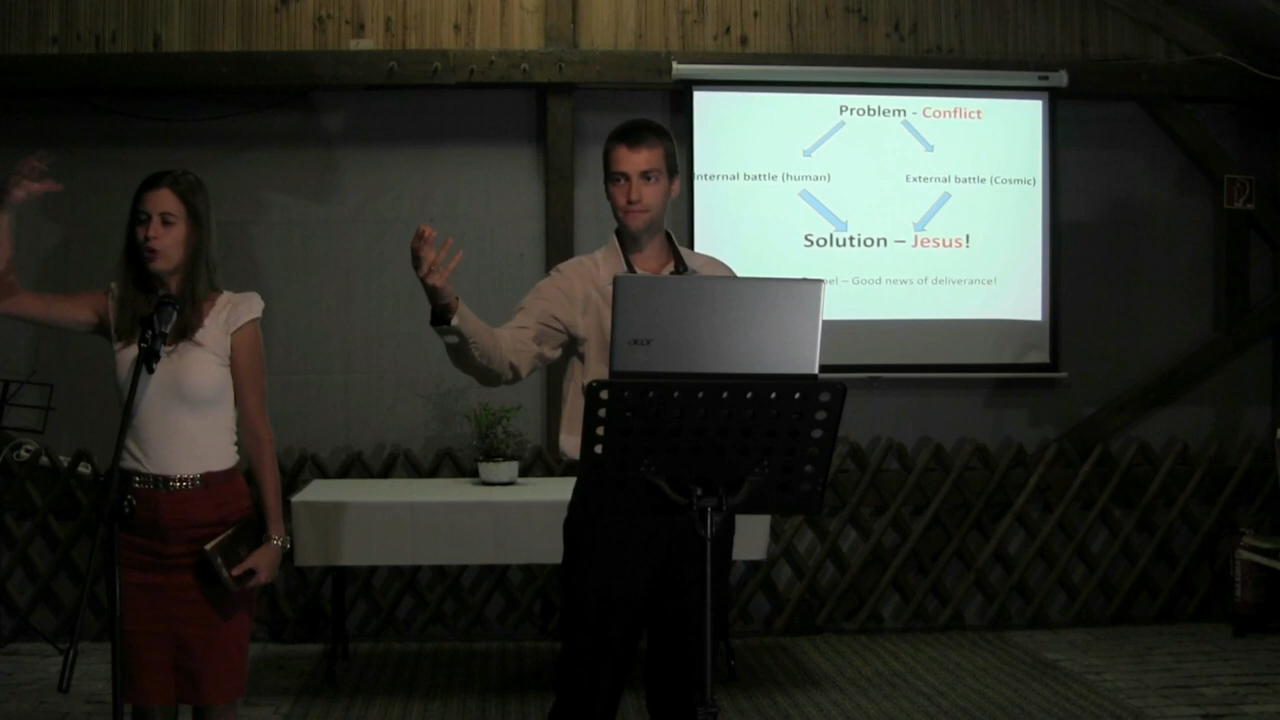 Problem - Conflict
Internal battle (human) External battle (Cosmic)
Solution – Jesus!
– Good news of deliverance!
acer